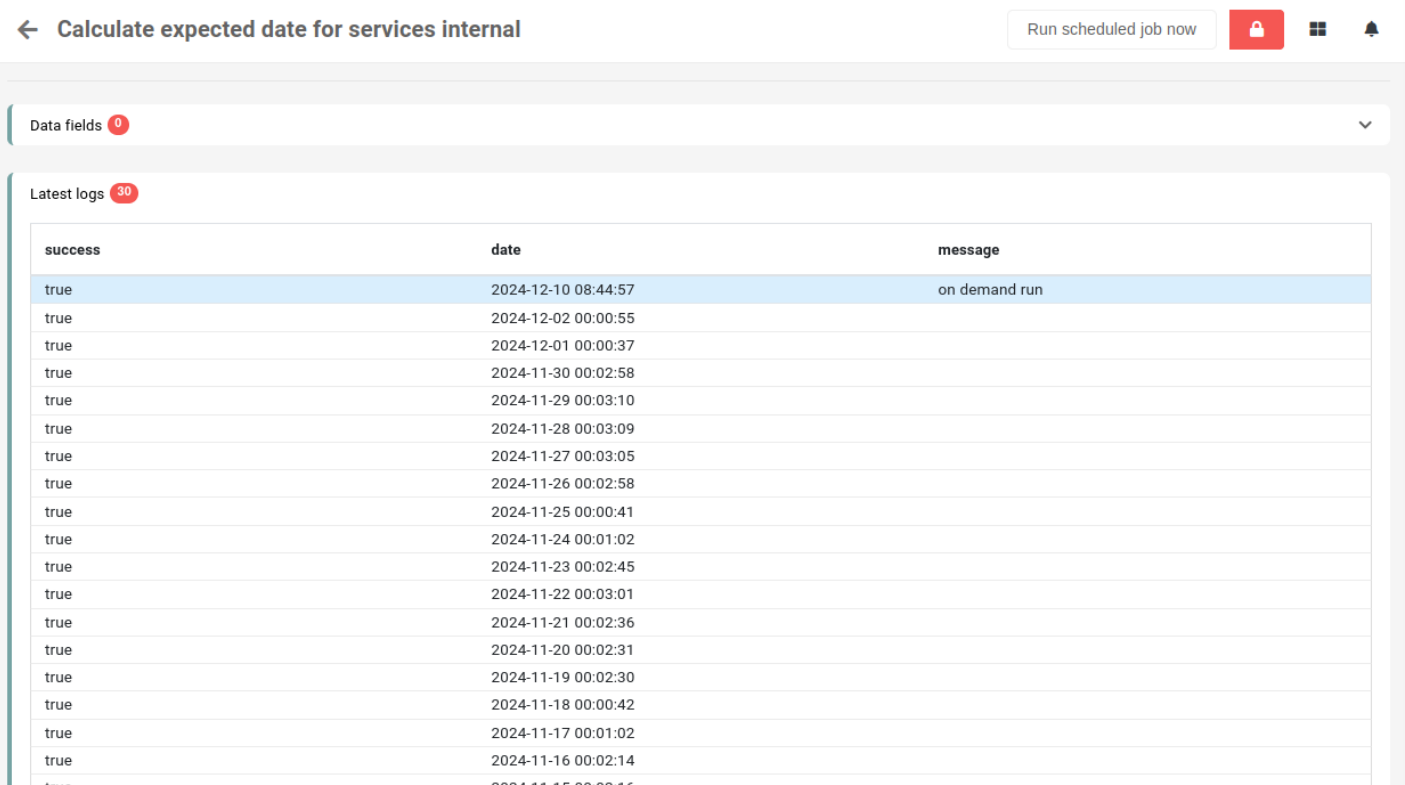 Calculate expected date for services internal
Run scheduled job now
Data fields 0
Latest logs 30
success date message
true 2024-12-10 08:44:57 on demand run
true 2024-12-02 00:00:55
true 2024-12-01 00:00:37
true 2024-11-30 00:02:58
true 2024-11-29 00:03:10
true 2024-11-28 00:03:09
true 2024-11-27 00:03:05
true 2024-11-26 00:02:58
true 2024-11-25 00:00:41
true 2024-11-24 00:01:02
true 2024-11-23 00:02:45
true 2024-11-22 00:03:01
true 2024-11-21 00:02:36
true 2024-11-20 00:02:31
true 2024-11-19 00:02:30
true 2024-11-18 00:00:42
true 2024-11-17 00:01:02
true 2024-11-16 00:02:14